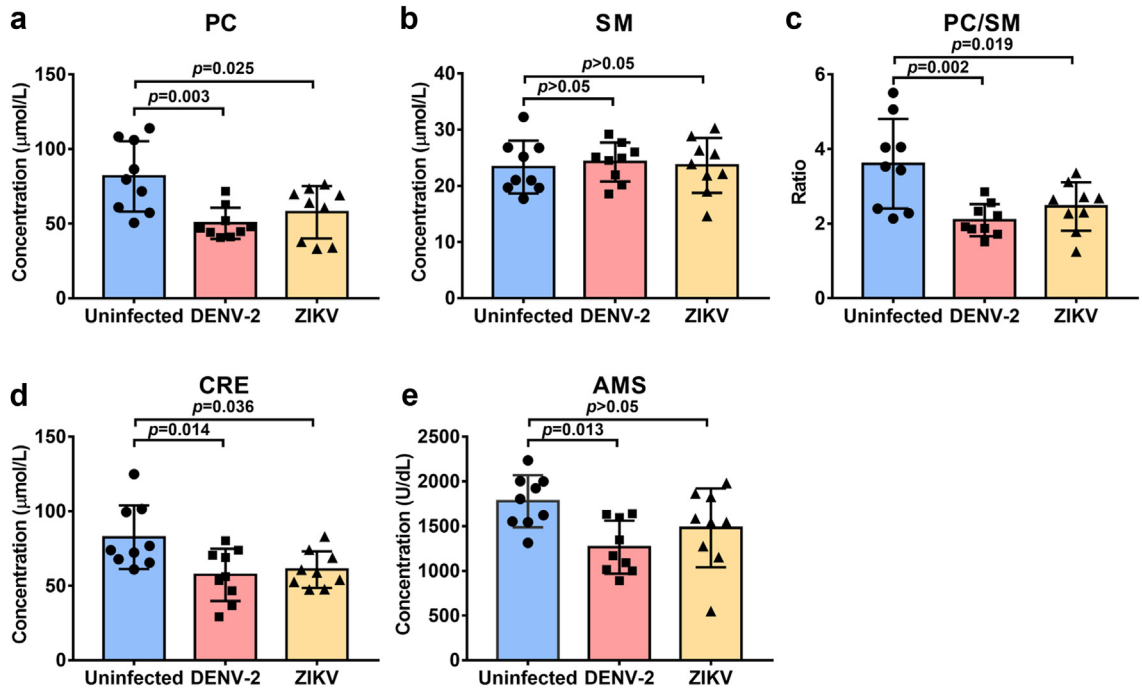 a
PC
p=0.025
p=0.003
Concentration (μmol/L)
150
100
50
0
Uninfected DENV-2 ZIKV
b
SM
p>0.05
p>0.05
Concentration (μmol/L)
40
30
20
10
0
Uninfected DENV-2 ZIKV
c
PC/SM
p=0.019
p=0.002
Ratio
6
4
2
0
Uninfected DENV-2 ZIKV
d
CRE
p=0.036
p=0.014
Concentration (μmol/L)
150
100
50
0
Uninfected DENV-2 ZIKV
e
AMS
p>0.05
p=0.013
Concentration (U/dL)
2500
2000
1500
1000
500
0
Uninfected DENV-2 ZIKV